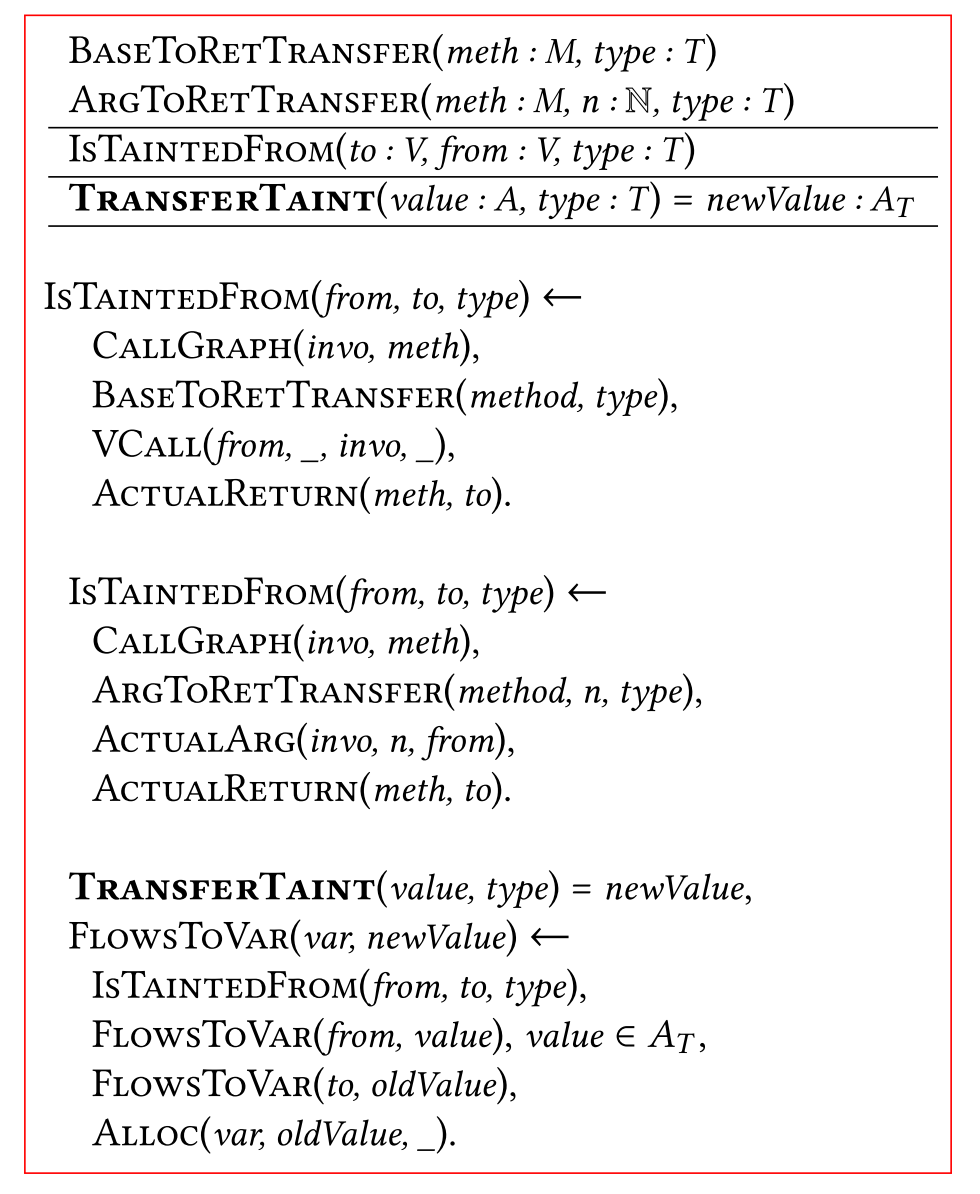 BASETORETTRANSFER(meth : M, type : T)
ARGTORETTRANSFER(meth : M, n : ℕ, type : T)
ISTAINTEDFROM(to : V, from : V, type : T)
TRANSFERTAINT(value : A, type : T) = newValue : A_T
ISTAINTEDFROM(from, to, type) ⟵
CALLGRAPH(invo, meth),
BASETORETTRANSFER(method, type),
VCALL(from, _, invo, _),
ACTUALRETURN(meth, to).
ISTAINTEDFROM(from, to, type) ⟵
CALLGRAPH(invo, meth),
ARGTORETTRANSFER(method, n, type),
ACTUALARG(invo, n, from),
ACTUALRETURN(meth, to).
TRANSFERTAINT(value, type) = newValue,
FLOWSTOVAR(var, newValue) ⟵
ISTAINTEDFROM(from, to, type),
FLOWSTOVAR(from, value), value ∈ A_T,
FLOWSTOVAR(to, oldValue),
ALLOC(var, oldValue, _).